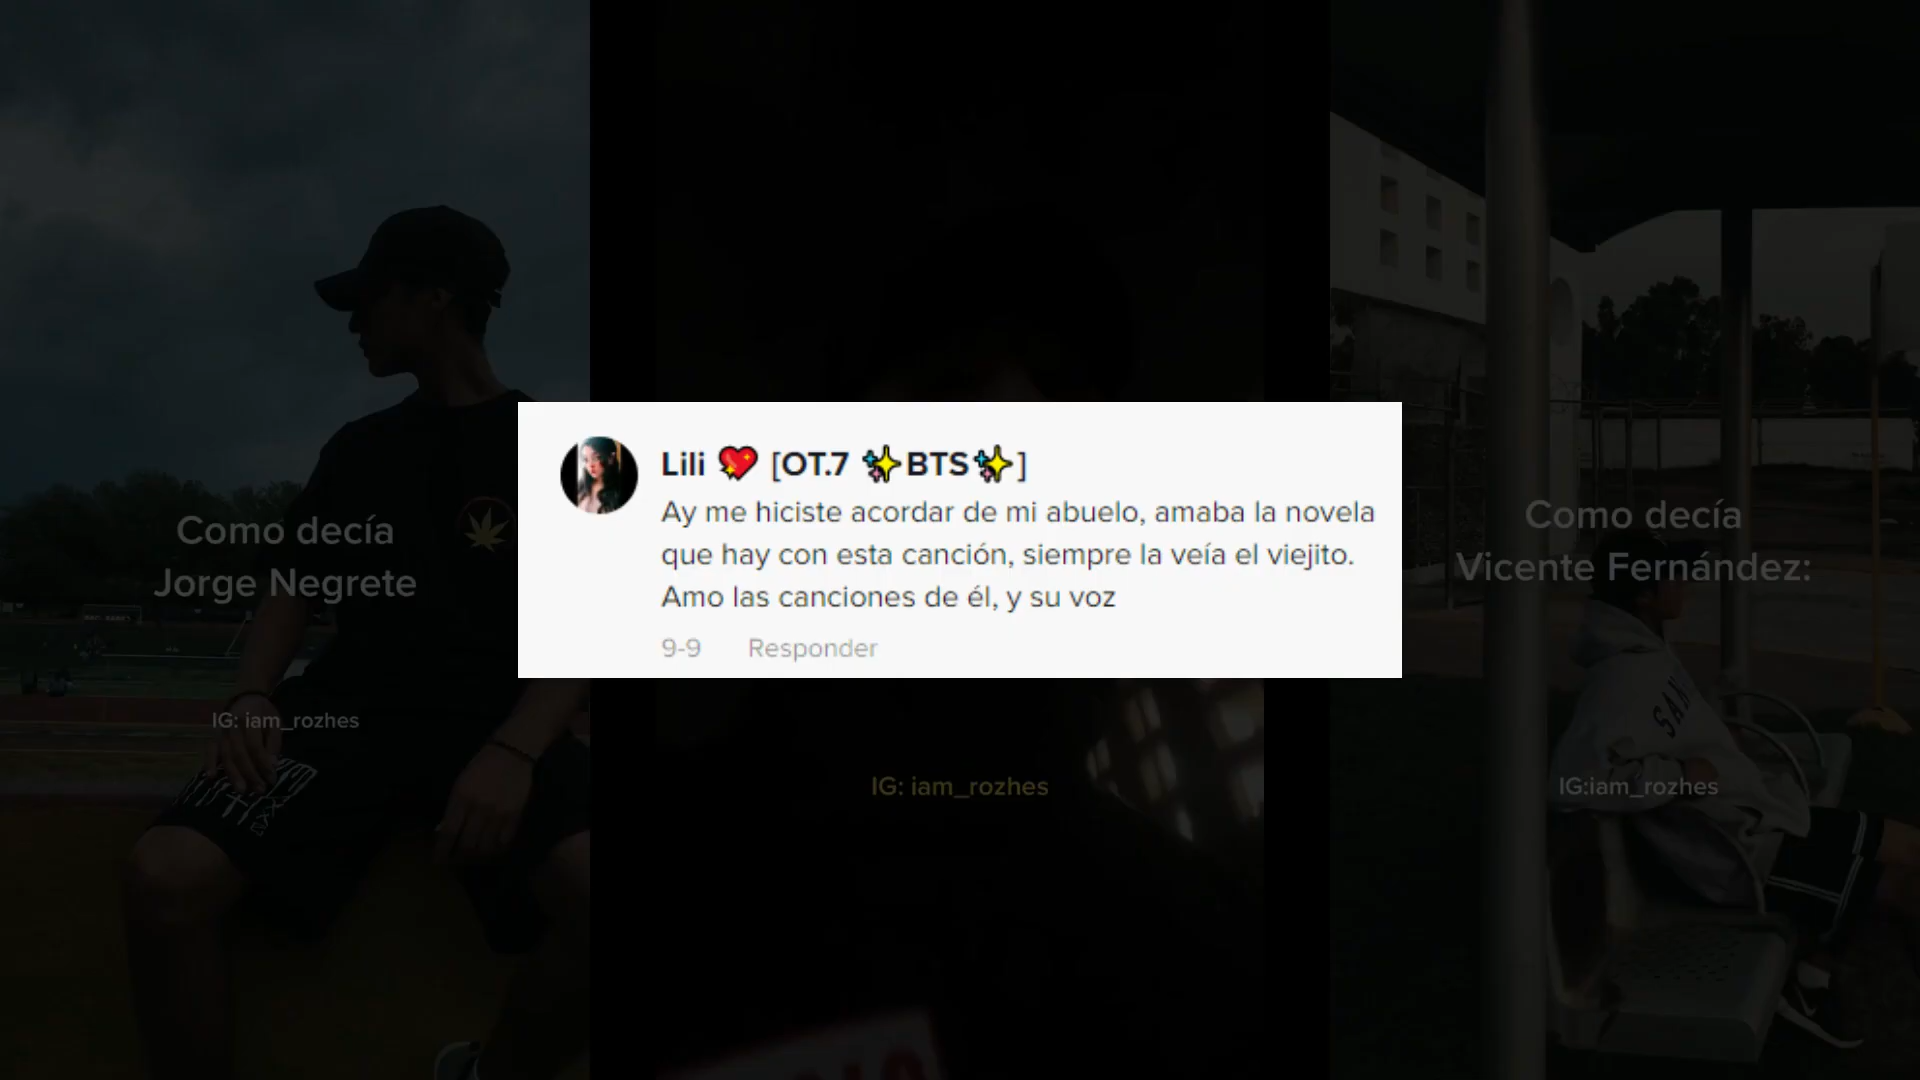 Lili 💖 [OT.7 ✨BTS✨]
Ay me hiciste acordar de mi abuelo, amaba la novela
que hay con esta canción, siempre la veía el viejito.
Amo las canciones de él, y su voz
9-9 Responder
Como decía
Jorge Negrete
IG: iam_rozhes
IG: iam_rozhes
Como decía
Vicente Fernández:
IG:iam_rozhes